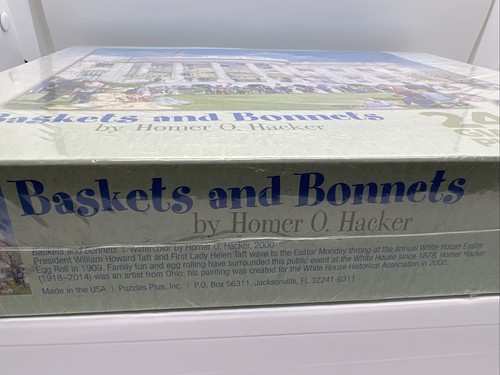 Baskets and Bonnets
by Homer O. Hacker
24
Baskets and Bonnets
by Homer O. Hacker
Baskets and Bonnets Watercolor by Homer O. Hacker, 2000
President William Howard Taft and First Lady Helen Taft wave to the Easter Monday throng at the annual White House Easter
Egg Roll in 1909. Family fun and egg rolling have surrounded this public event at the White House since 1878. Homer Hacker
(1918–2014) was an artist from Ohio; his painting was created for the White House Historical Association in 2000.
Made in the USA | Puzzles Plus, Inc. | P.O. Box 56311, Jacksonville, FL 32241-6311